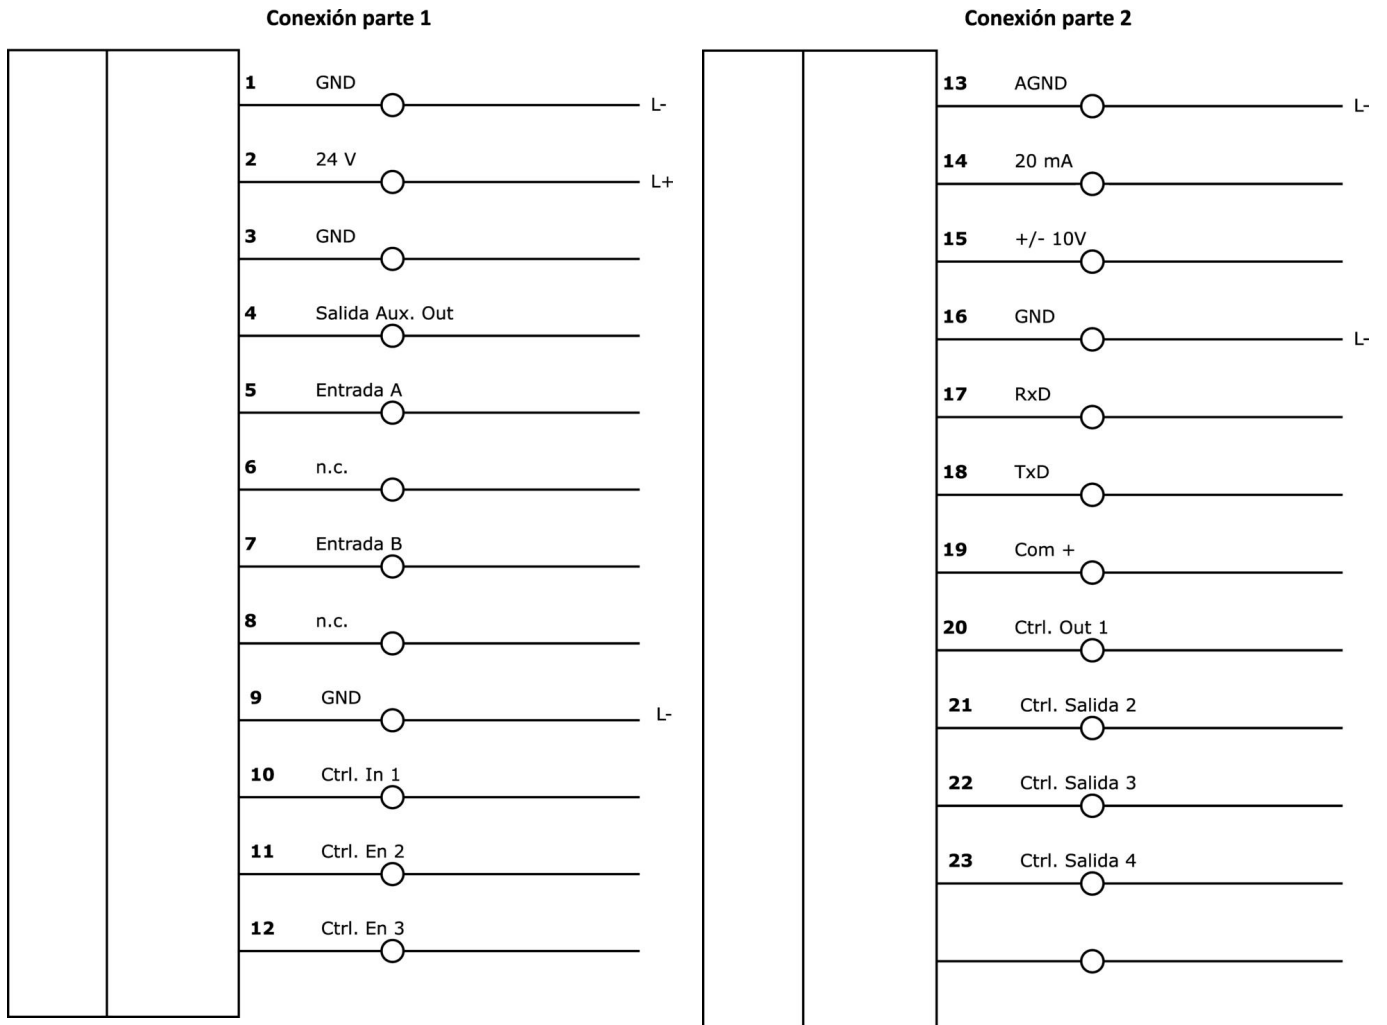 Conexión parte 1
1 GND
L-
2 24 V
L+
3 GND
4 Salida Aux. Out
5 Entrada A
6 n.c.
7 Entrada B
8 n.c.
9 GND
L-
10 Ctrl. In 1
11 Ctrl. En 2
12 Ctrl. En 3
Conexión parte 2
13 AGND
L-
14 20 mA
15 +/- 10V
16 GND
L-
17 RxD
18 TxD
19 Com +
20 Ctrl. Out 1
21 Ctrl. Salida 2
22 Ctrl. Salida 3
23 Ctrl. Salida 4